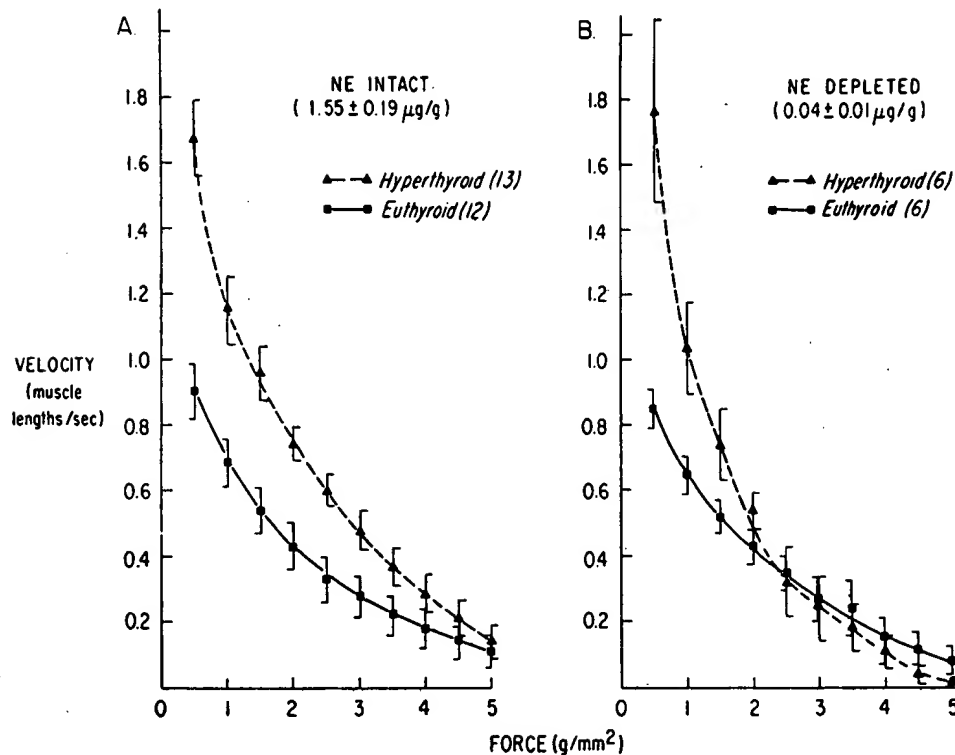 A.
NE INTACT
(1.55 ± 0.19 µg/g)
Hyperthyroid (13)
Euthyroid (12)
1.8
1.6
1.4
1.2
1.0
0.8
0.6
0.4
0.2
0
1
2
3
4
5
B.
NE DEPLETED
(0.04 ± 0.01 µg/g)
Hyperthyroid (6)
Euthyroid (6)
1.8
1.6
1.4
1.2
1.0
0.8
0.6
0.4
0.2
0
1
2
3
4
5
VELOCITY
(muscle
lengths/sec)
FORCE (g/mm²)